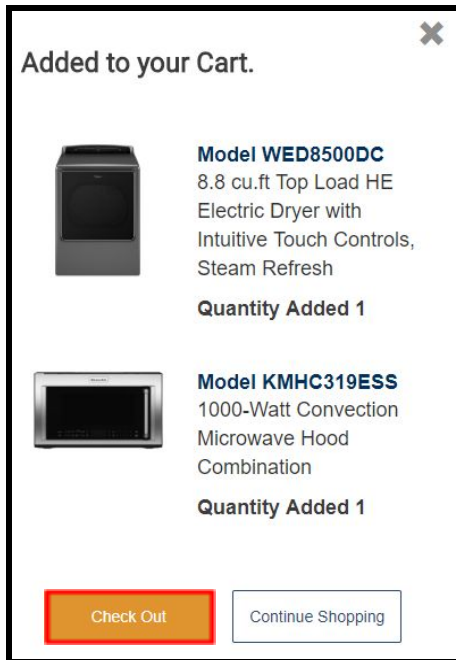 Added to your Cart.
Model WED8500DC
8.8 cu.ft Top Load HE
Electric Dryer with
Intuitive Touch Controls,
Steam Refresh
Quantity Added 1
Model KMHC319ESS
1000-Watt Convection
Microwave Hood
Combination
Quantity Added 1
Check Out
Continue Shopping